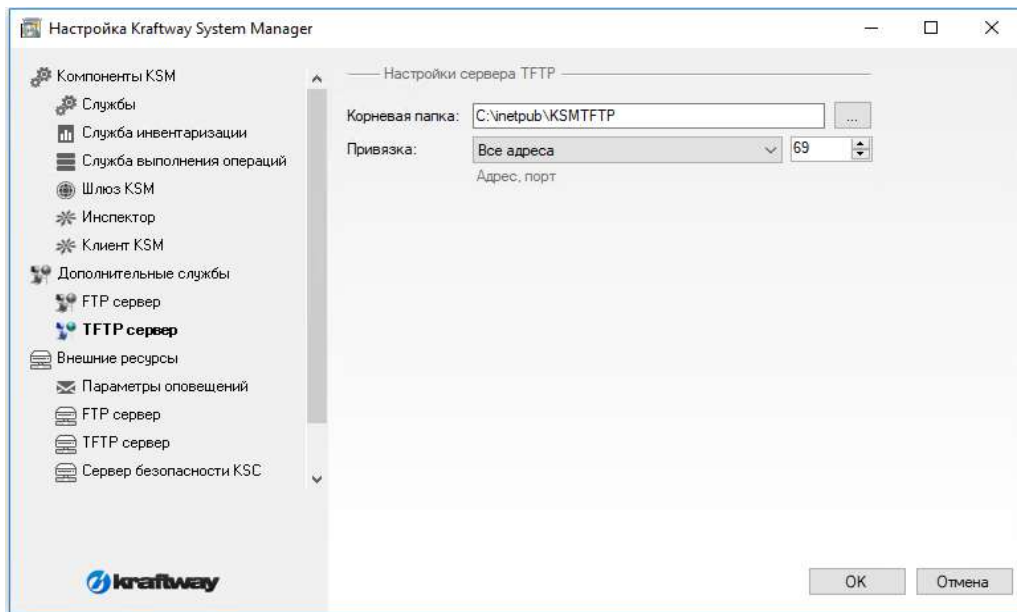 Настройка Kraftway System Manager
Компоненты KSM
Службы
Служба инвентаризации
Служба выполнения операций
Шлюз KSM
Инспектор
Клиент KSM
Дополнительные службы
FTP сервер
TFTP сервер
Внешние ресурсы
Параметры оповещений
FTP сервер
TFTP сервер
Сервер безопасности KSC
kraftway
Настройки сервера TFTP
Корневая папка: C:\inetpub\KSMTFTP ...
Привязка: Все адреса 69
Адрес, порт
OK Отмена